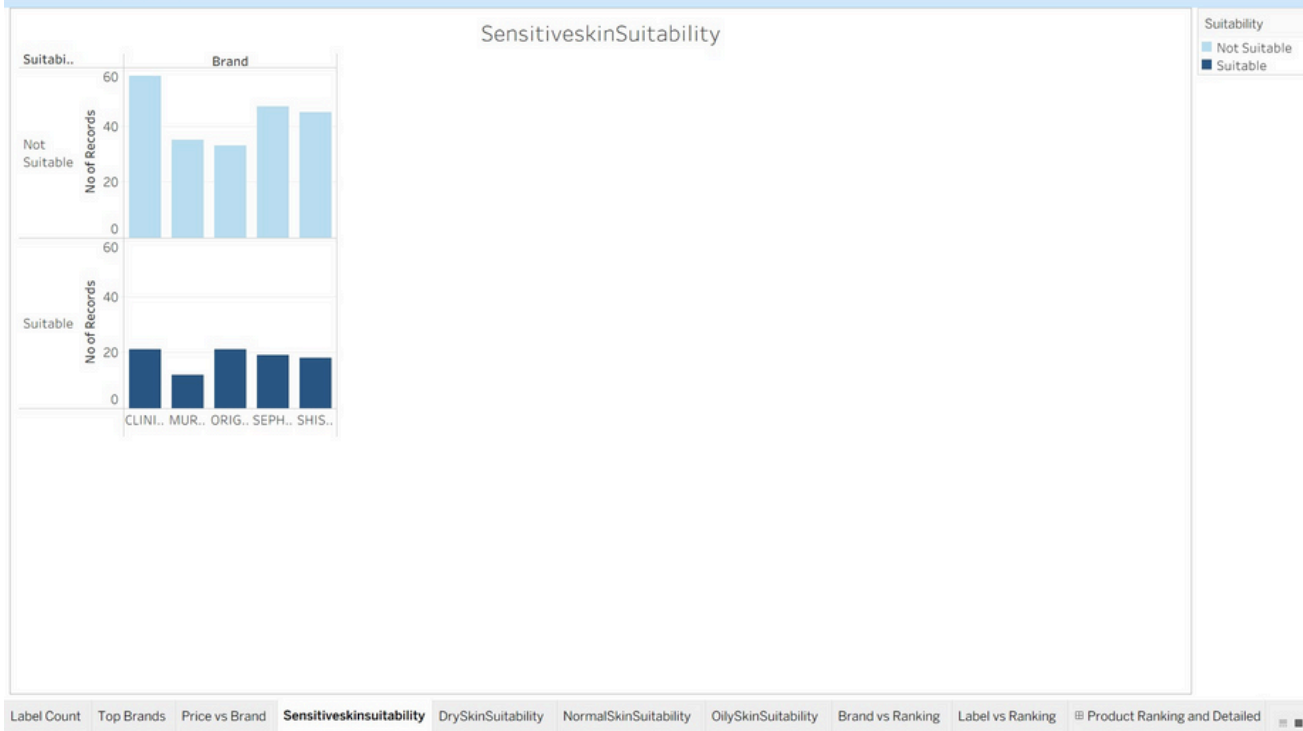 SensitiveskinSuitability
Suitabi..
Brand
Not
Suitable
No of Records
60
40
20
0
Suitable
No of Records
60
40
20
0
CLINI.. MUR.. ORIG.. SEPH.. SHIS..
Suitability
Not Suitable
Suitable
Label Count Top Brands Price vs Brand Sensitiveskinsuitability DrySkinSuitability NormalSkinSuitability OilySkinSuitability Brand vs Ranking Label vs Ranking Product Ranking and Detailed